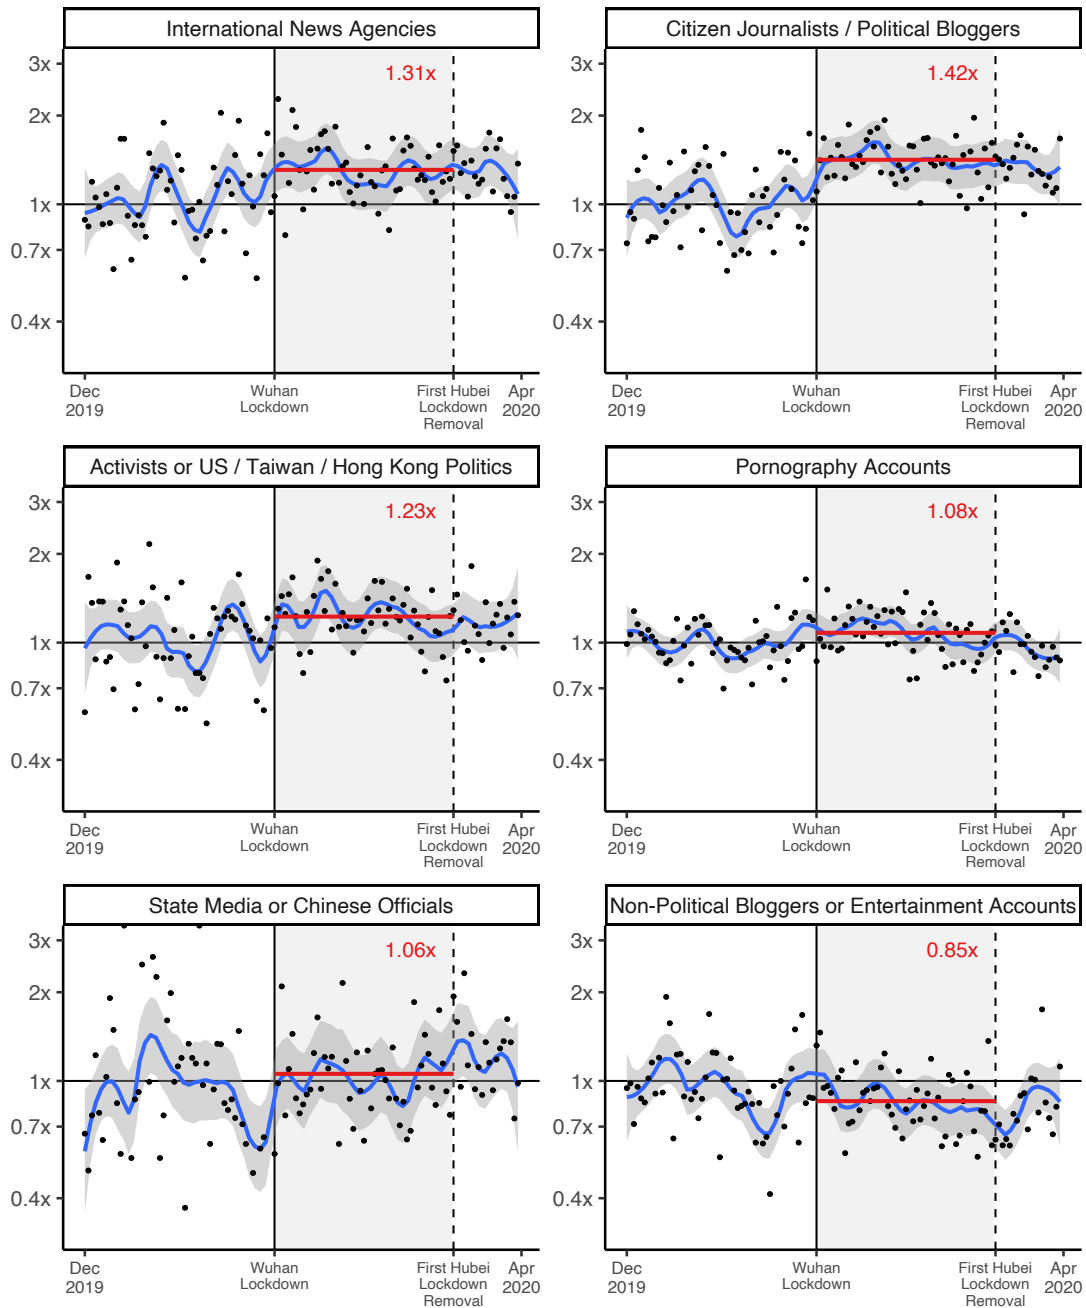 International News Agencies
3x
2x
1x
0.7x
0.4x
1.31x
Dec
2019
Wuhan
Lockdown
First Hubei
Lockdown
Removal
Apr
2020
Citizen Journalists / Political Bloggers
3x
2x
1x
0.7x
0.4x
1.42x
Dec
2019
Wuhan
Lockdown
First Hubei
Lockdown
Removal
Apr
2020
Activists or US / Taiwan / Hong Kong Politics
3x
2x
1x
0.7x
0.4x
1.23x
Dec
2019
Wuhan
Lockdown
First Hubei
Lockdown
Removal
Apr
2020
Pornography Accounts
3x
2x
1x
0.7x
0.4x
1.08x
Dec
2019
Wuhan
Lockdown
First Hubei
Lockdown
Removal
Apr
2020
State Media or Chinese Officials
3x
2x
1x
0.7x
0.4x
1.06x
Dec
2019
Wuhan
Lockdown
First Hubei
Lockdown
Removal
Apr
2020
Non-Political Bloggers or Entertainment Accounts
3x
2x
1x
0.7x
0.4x
0.85x
Dec
2019
Wuhan
Lockdown
First Hubei
Lockdown
Removal
Apr
2020